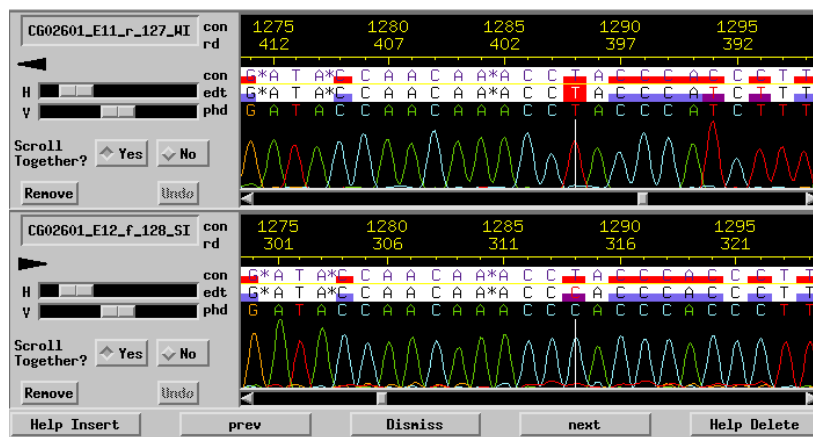 CG02601_E11_r_127_WI
con 1275 1280 1285 1290 1295
rd 412 407 402 397 392
con G*A T A*C C A A C A A*A C C T A C C C A C C C T T
H edt G*A T A*C C A A C A A*A C C T A C C C A T C T T T
V phd G A T A C C A A C A A A C C T A C C C A T C T T T
Scroll
Together? Yes No
Remove Undo
CG02601_E12_f_128_SI
con 1275 1280 1285 1290 1295
rd 301 306 311 316 321
con G*A T A*C C A A C A A*A C C T A C C C A C C C T T
H edt G*A T A*C C A A C A A*A C C C A C C C A C C C T T
V phd G A T A C C A A C A A A C C C A C C C A C C C T T
Scroll
Together? Yes No
Remove Undo
Help Insert prev Dismiss next Help Delete